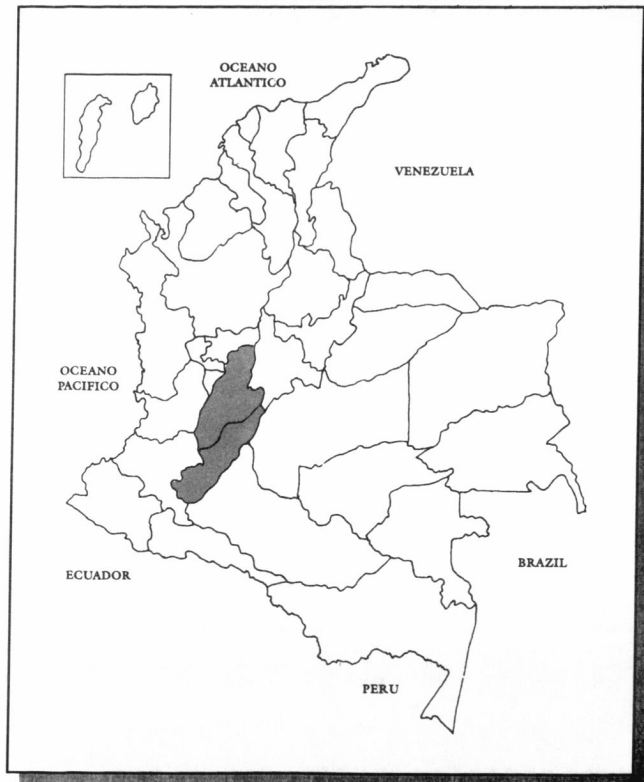 OCEANO
ATLANTICO
VENEZUELA
OCEANO
PACIFICO
ECUADOR
BRAZIL
PERU